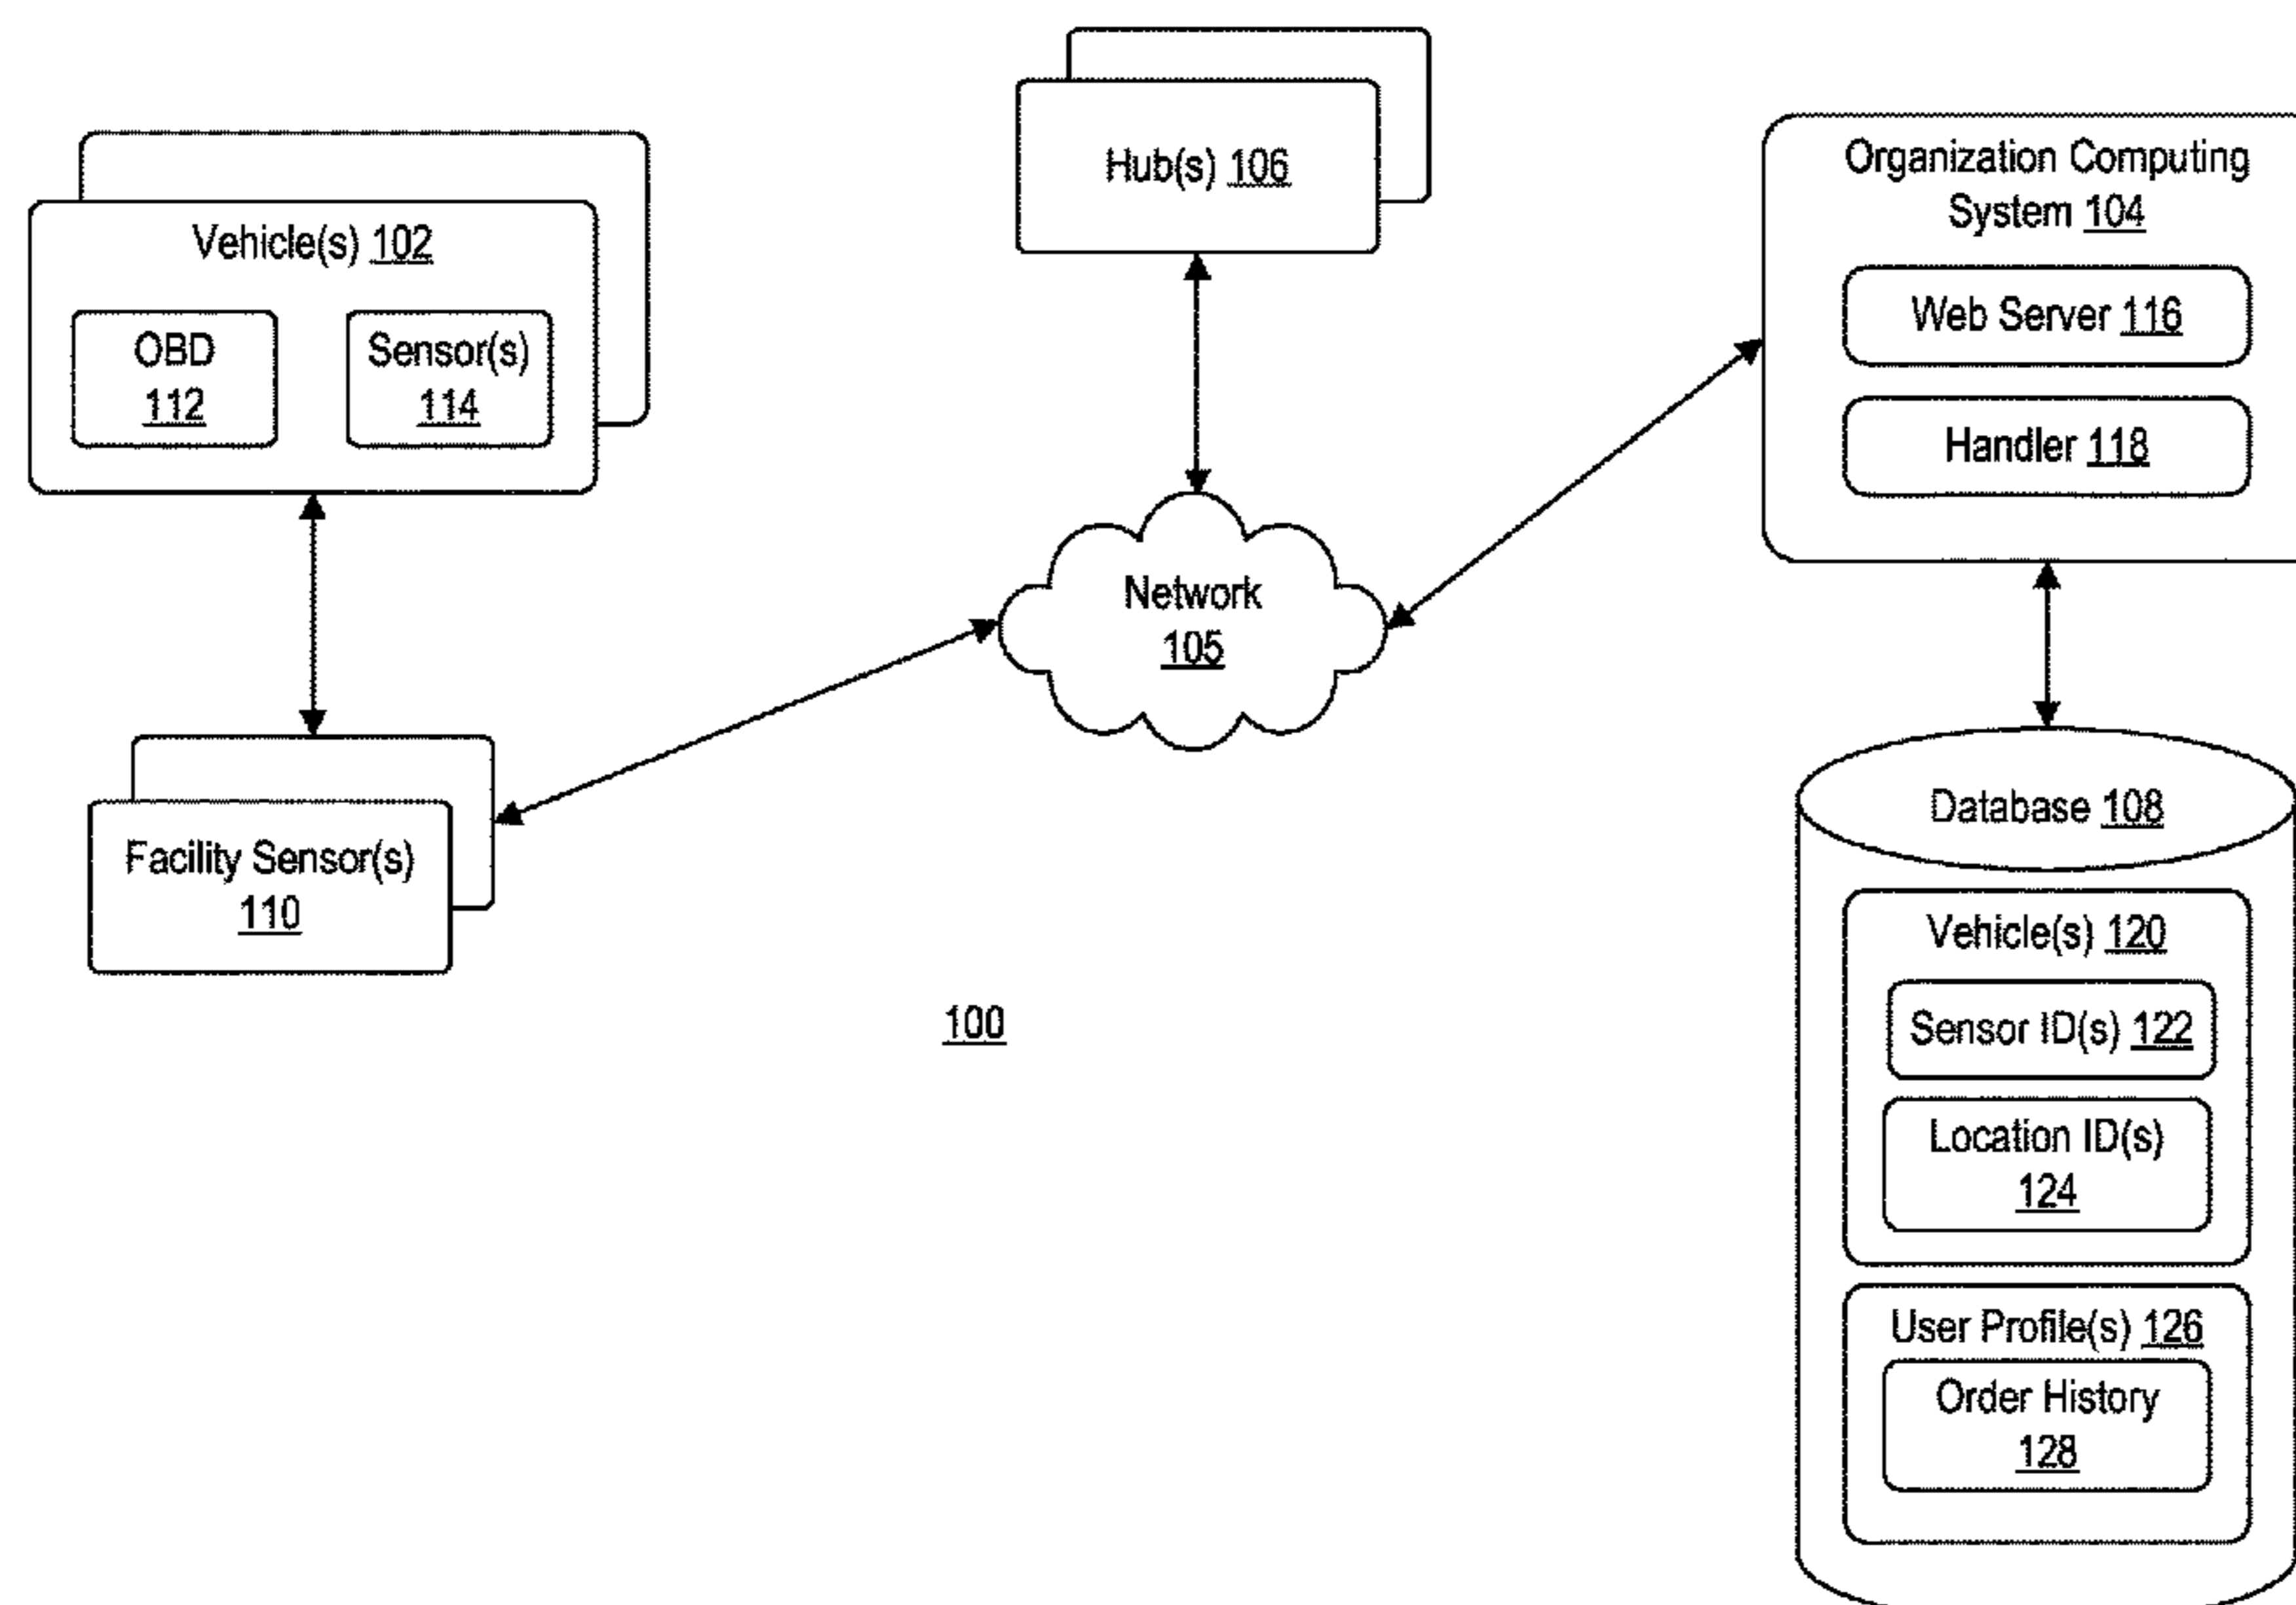 Hub(s) 106
Vehicle(s) 102
OBD
112
Sensor(s)
114
Organization Computing
System 104
Web Server 116
Handler 118
Network
105
Facility Sensor(s)
110
100
Database 108
Vehicle(s) 120
Sensor ID(s) 122
Location ID(s)
124
User Profile(s) 126
Order History
128